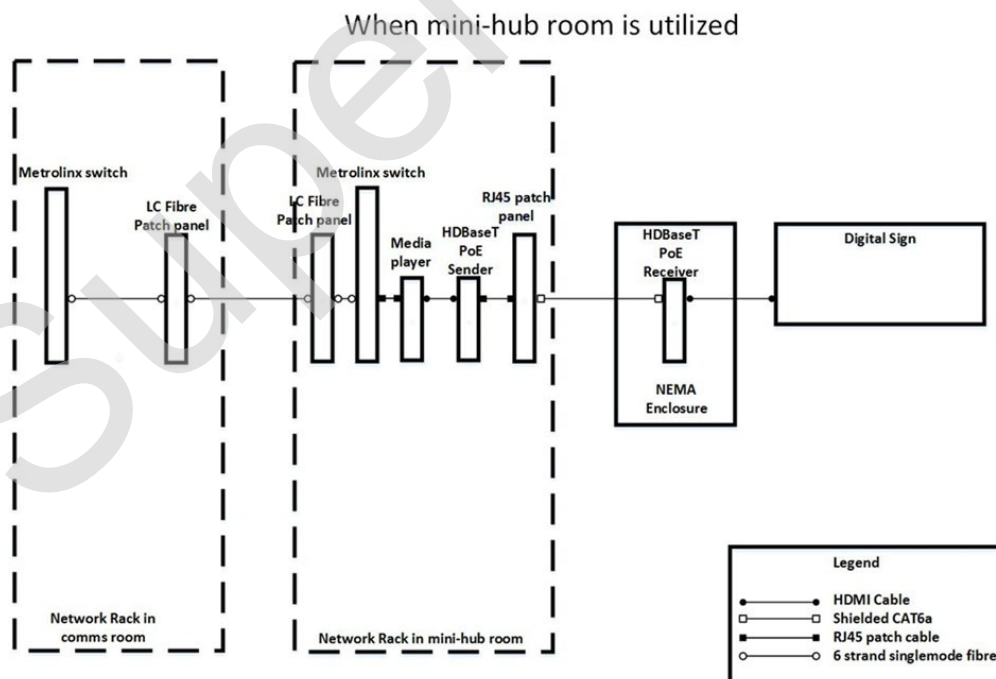 When mini-hub room is utilized
Metrolinx switch
LC Fibre
Patch panel
LC Fibre
Patch panel
Metrolinx switch
Media
player
HDBaseT
PoE
Sender
RJ45 patch
panel
HDBaseT
PoE
Receiver
NEMA
Enclosure
Digital Sign
Network Rack in
comms room
Network Rack in mini-hub room
Legend
HDMI Cable
Shielded CAT6a
RJ45 patch cable
6 strand singlemode fibre
Super